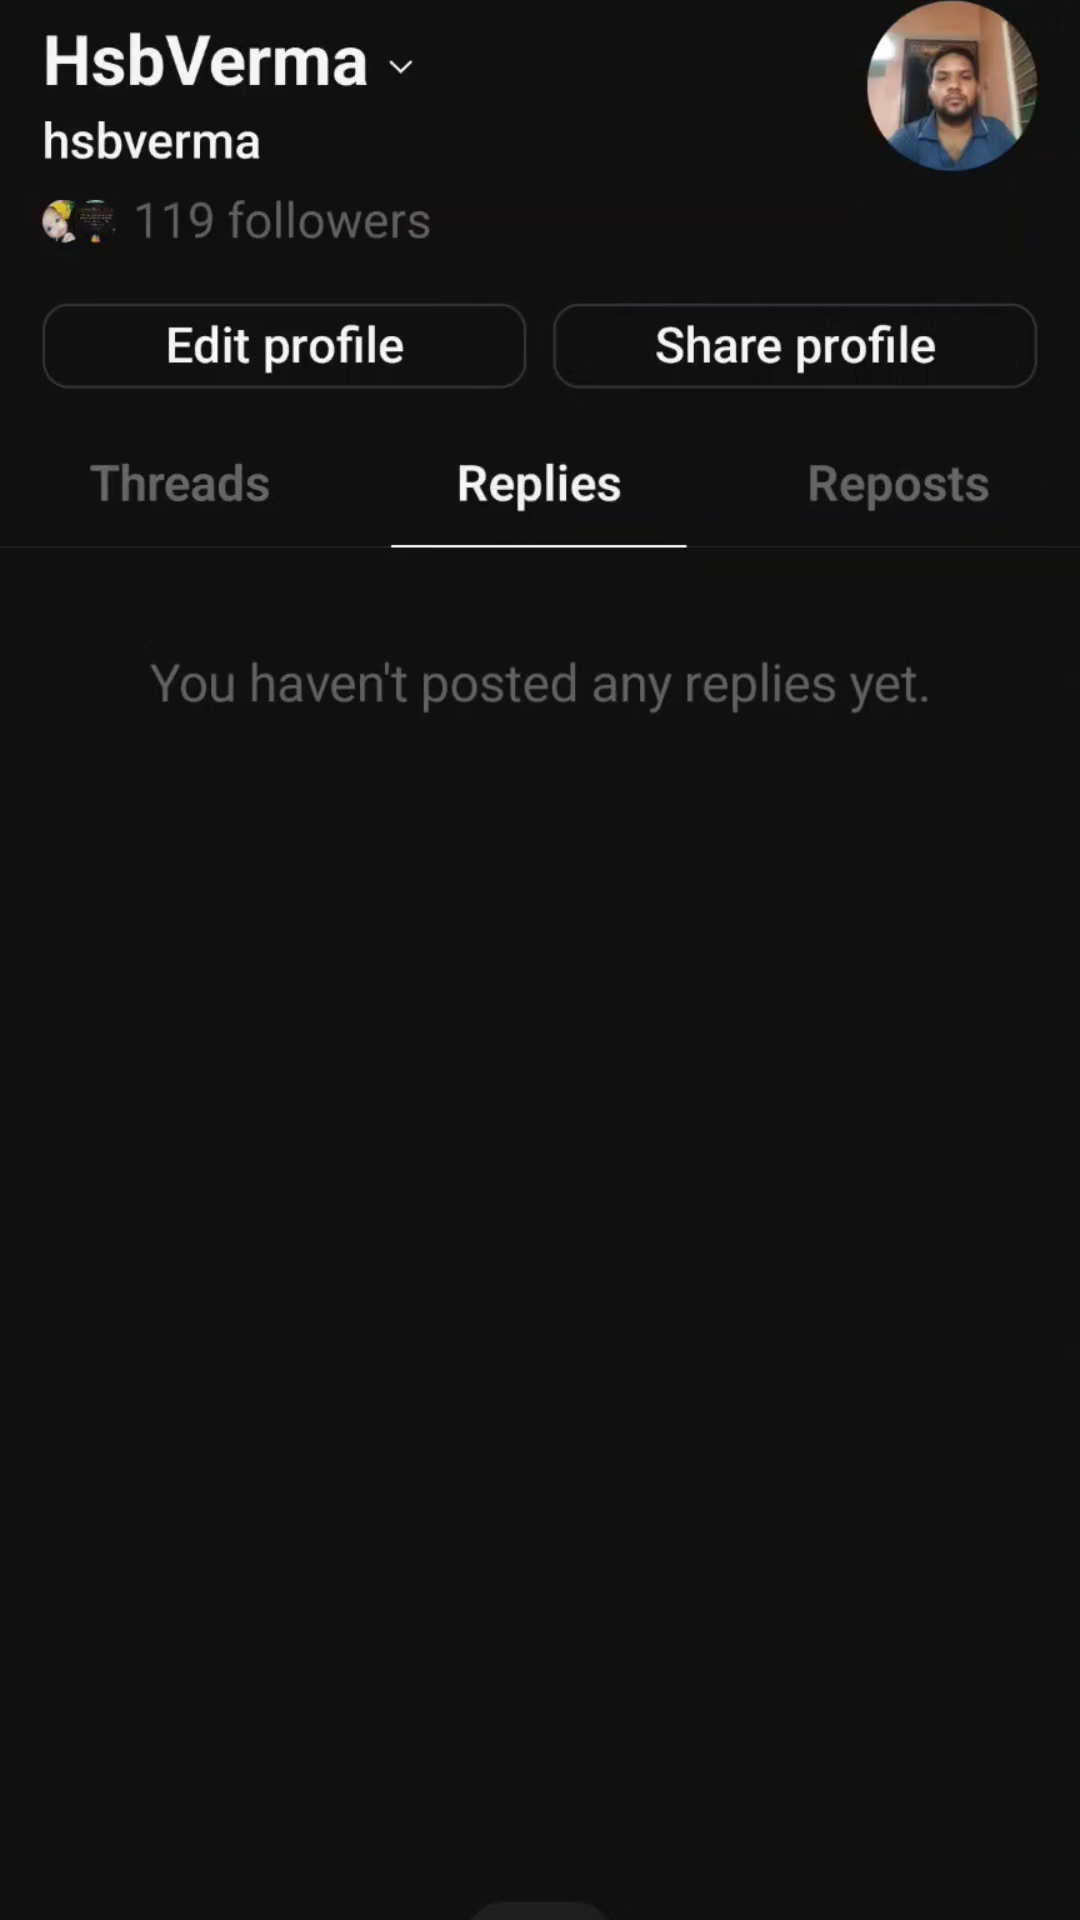 HsbVerma
hsbverma
119 followers
Edit profile
Share profile
Threads
Replies
Reposts
You haven't posted any replies yet.